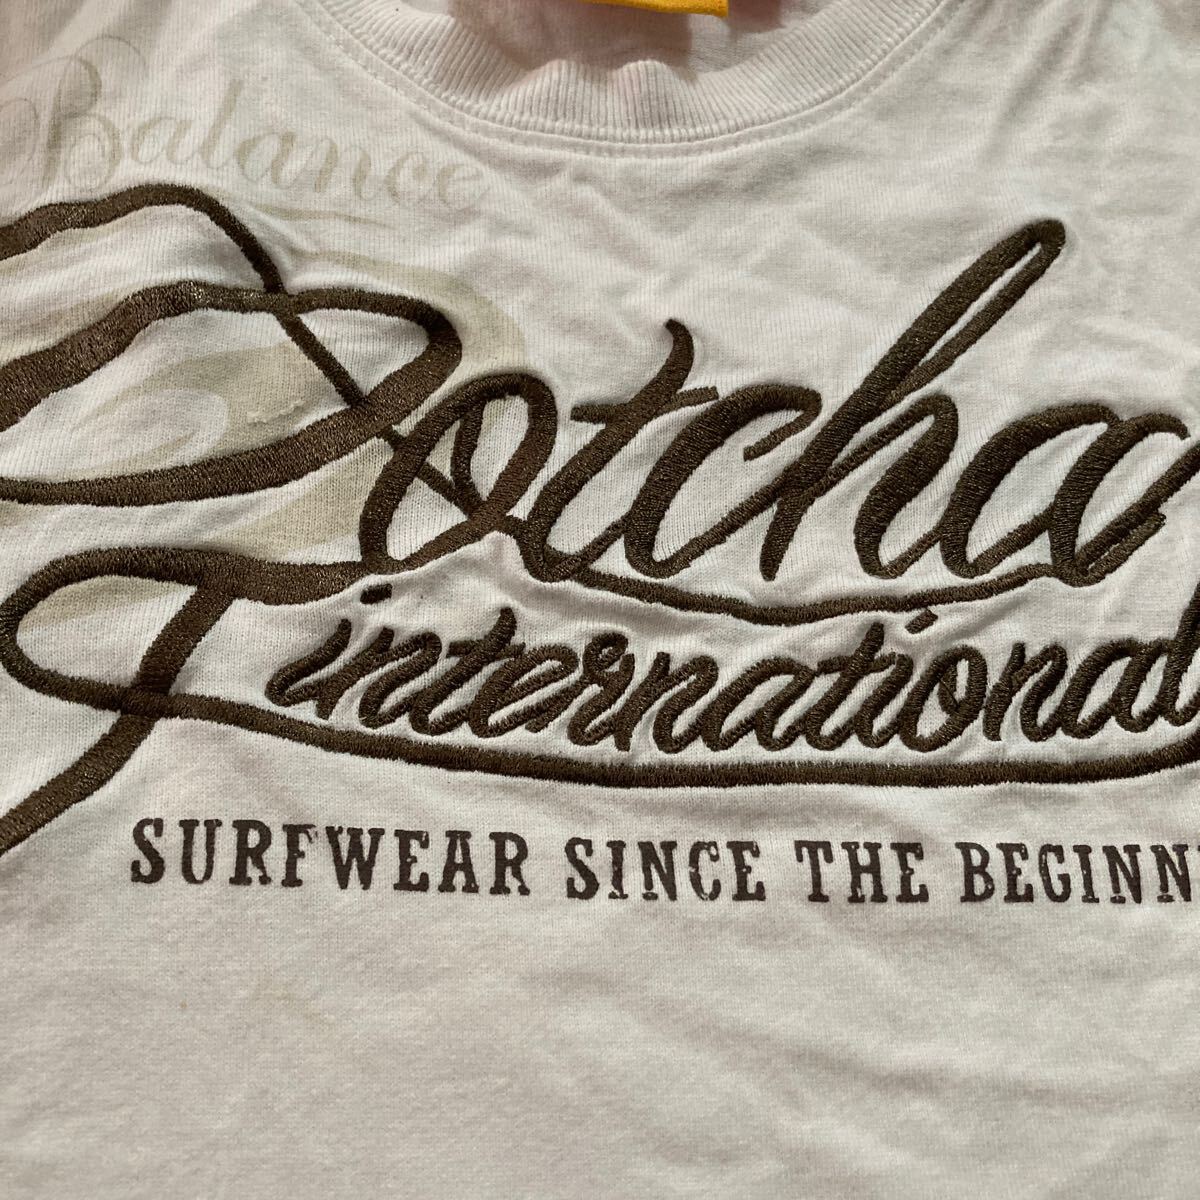 Balance
Gotcha
international
SURFWEAR SINCE THE BEGINN